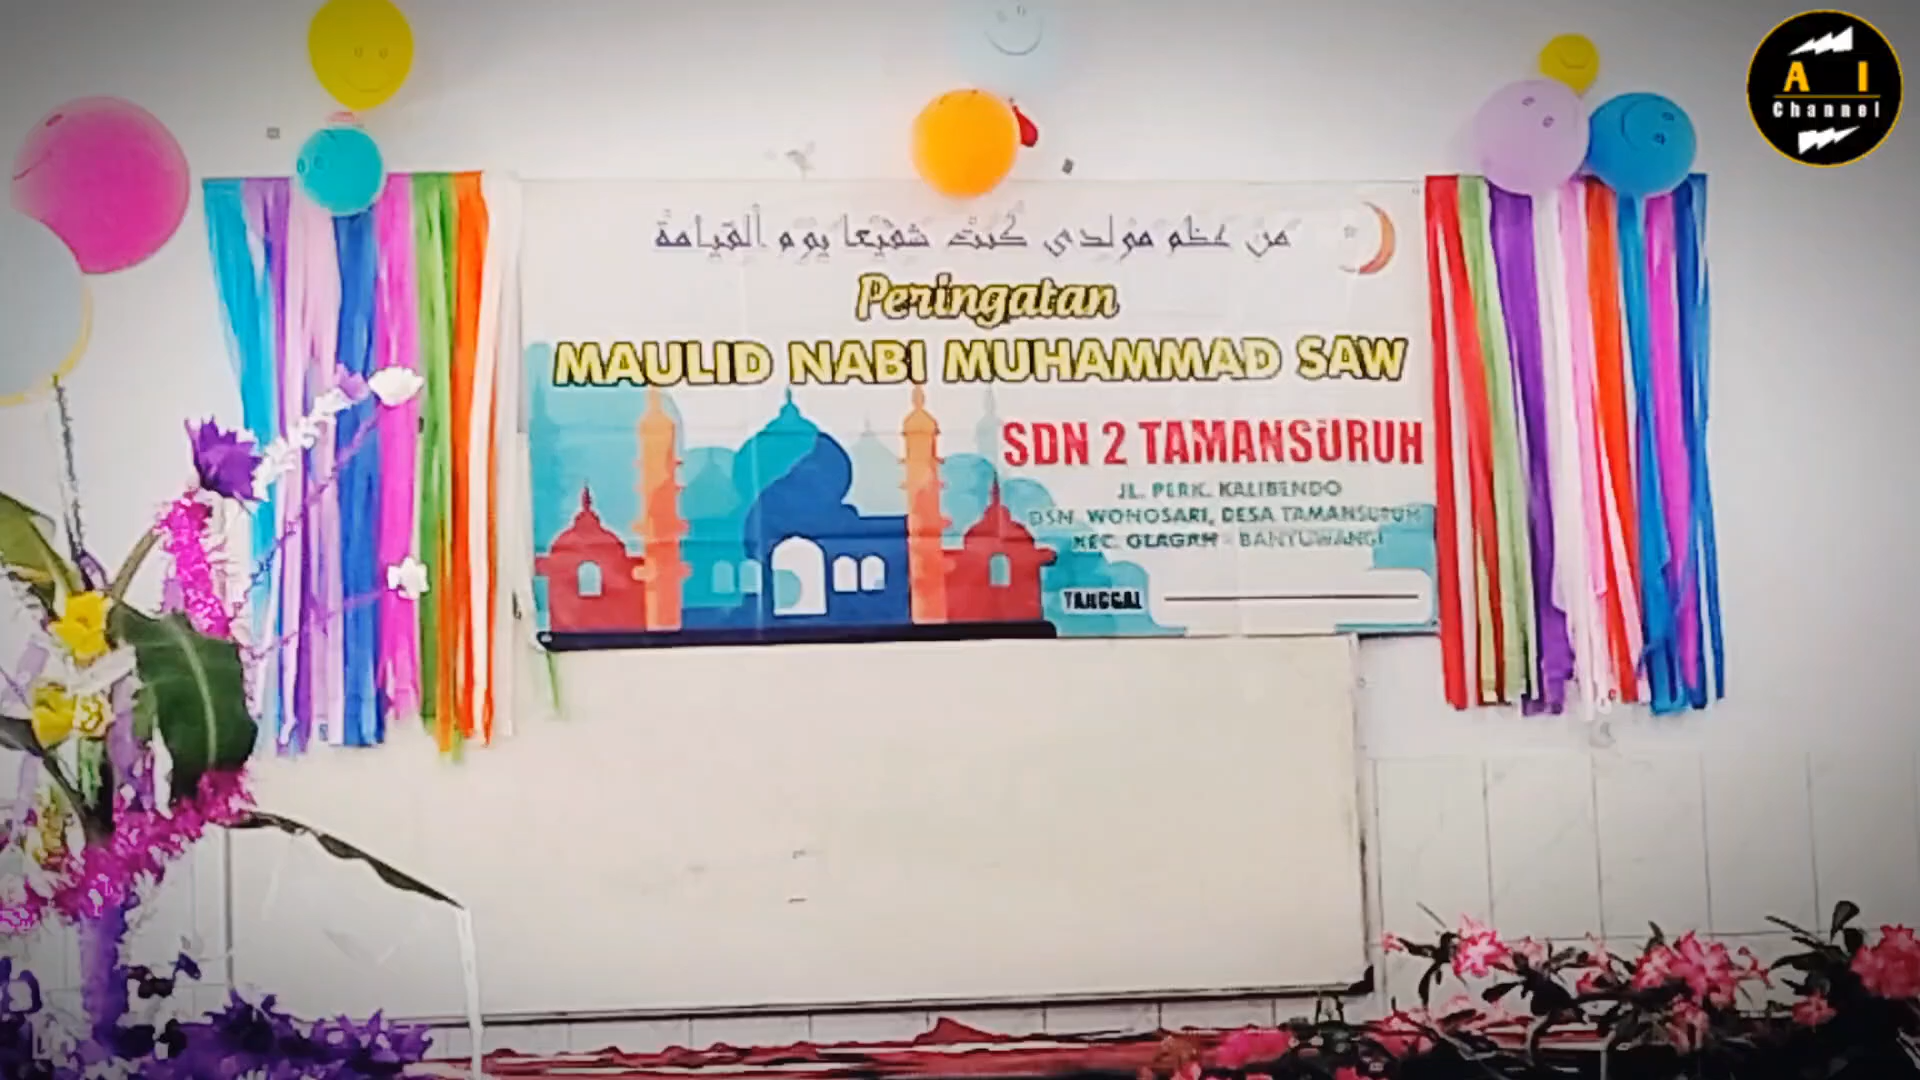 من عظم مولدي كنت شفيعا يوم القيامة
Peringatan
MAULID NABI MUHAMMAD SAW
SDN 2 TAMANSURUH
JL. PERK. KALIBENDO
DSN. WONOSARI, DESA TAMANSURUH
KEC. GLAGAH - BANYUWANGI
TANGGAL
A I
Channel